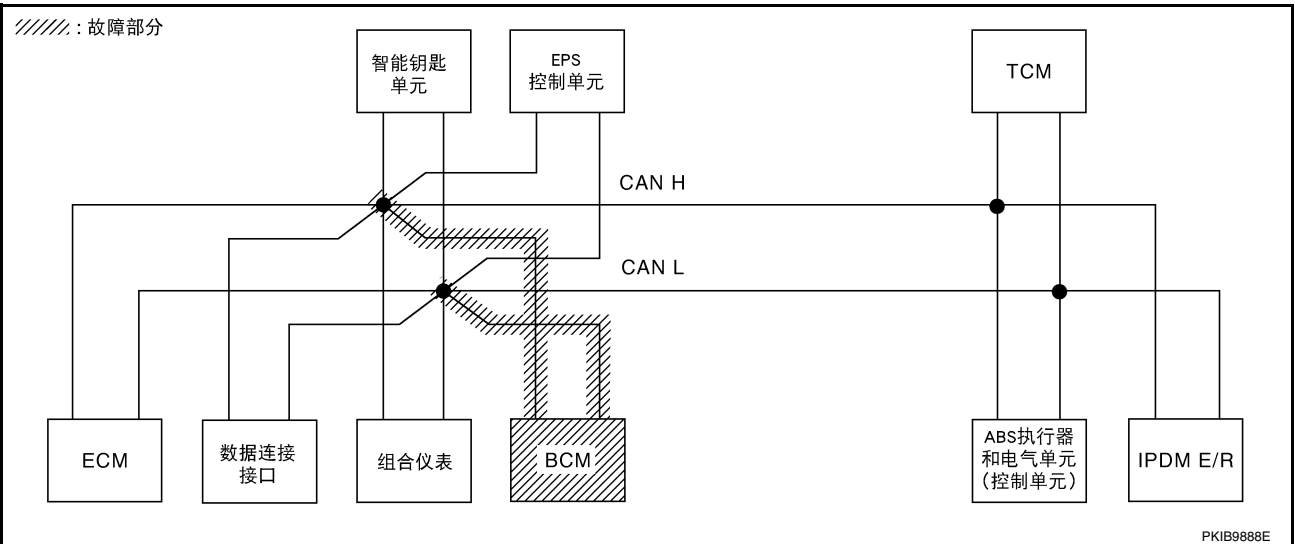 : 故障部分
智能钥匙
单元
EPS
控制单元
TCM
CAN H
CAN L
ECM
数据连接
接口
组合仪表
BCM
ABS执行器
和电气单元
(控制单元)
IPDM E/R
PKIB9888E